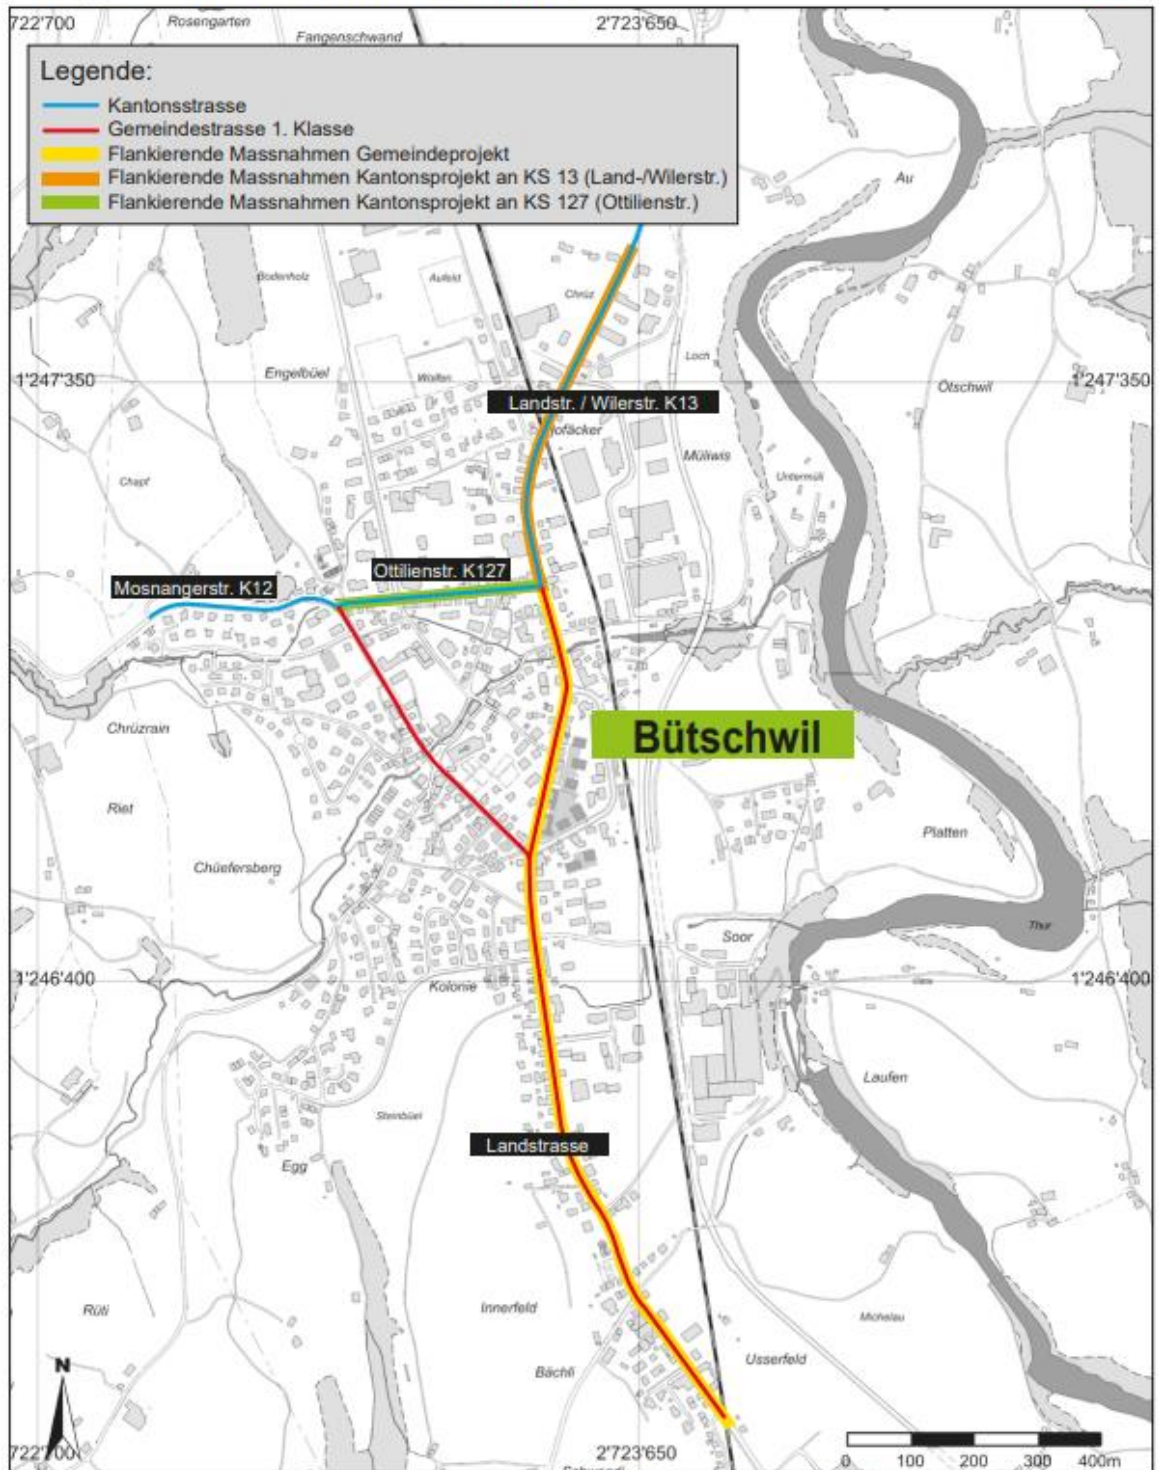 722'700
Rosengarten
2'723'650
Fangenschwand
Legende:
Kantonsstrasse
Gemeindestrasse 1. Klasse
Flankierende Massnahmen Gemeindeprojekt
Flankierende Massnahmen Kantonsprojekt an KS 13 (Land-/Wilerstr.)
Flankierende Massnahmen Kantonsprojekt an KS 127 (Ottilienstr.)
Au
Bodenholz
Aufeld
Chrüz
Loch
Engelbüel
1'247'350
1'247'350
Ötschwil
Landstr. / Wilerstr. K13
Hofäcker
Müliwis
Untermüli
Chapf
Ottilienstr. K127
Mosnangerstr. K12
Chrüzrain
Bütschwil
Riet
Platten
Chüefersberg
Thur
Soor
1'246'400
Kolonie
1'246'400
Laufen
Steinbüel
Landstrasse
Egg
Rüti
Innerfeld
Michelau
N
Bächli
Usserfeld
722'700
2'723'650
0 100 200 300 400m